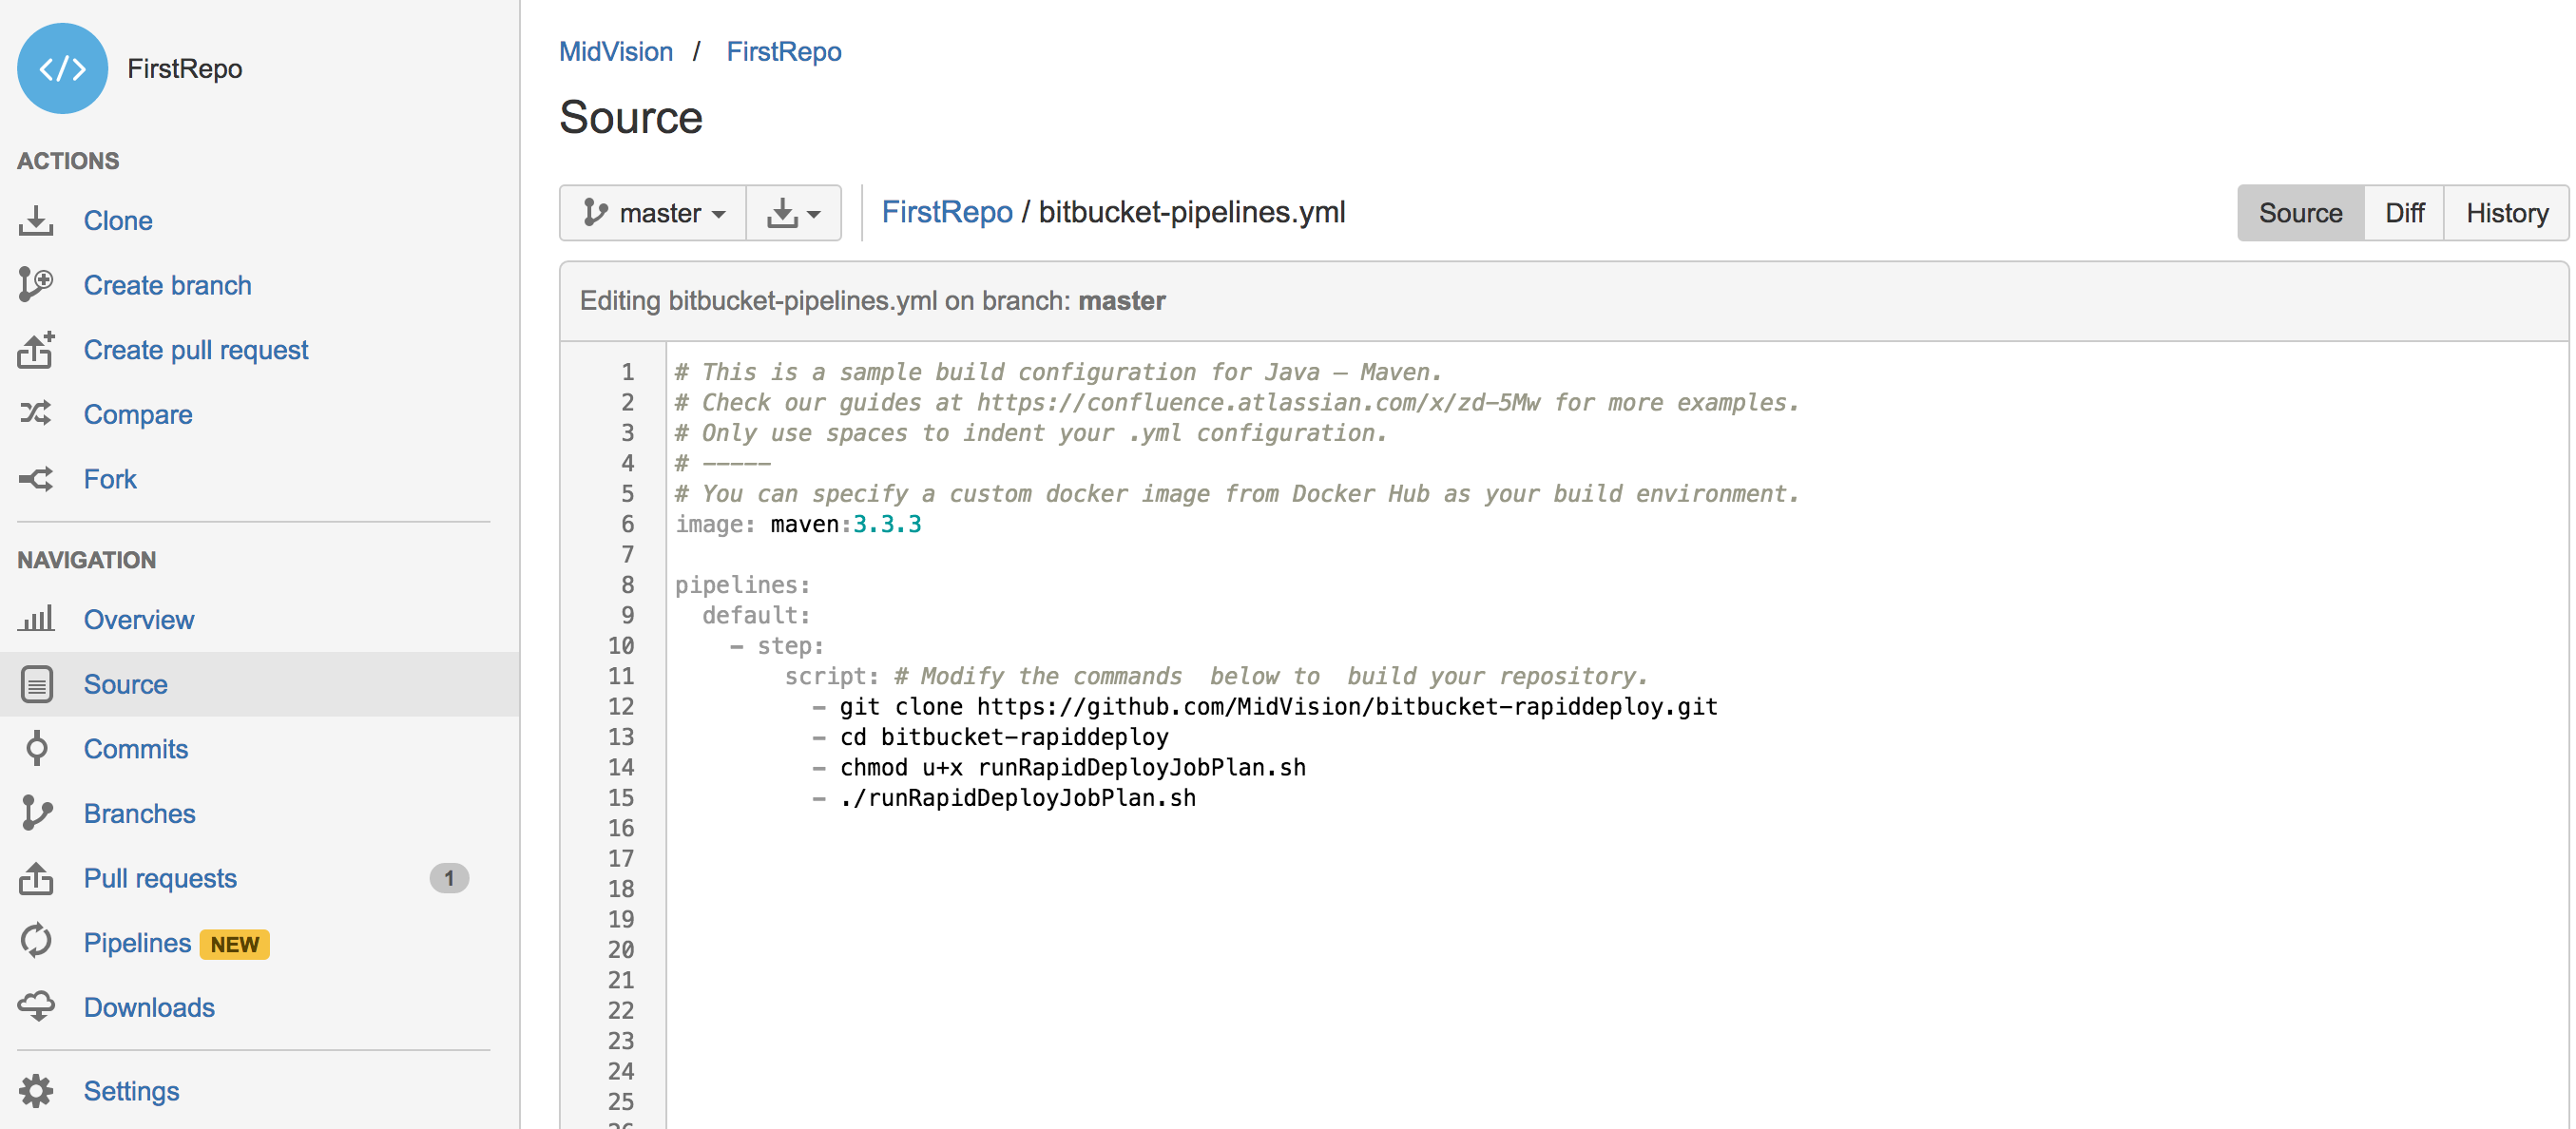 FirstRepo
ACTIONS
Clone
Create branch
Create pull request
Compare
Fork
NAVIGATION
Overview
Source
Commits
Branches
Pull requests 1
Pipelines NEW
Downloads
Settings
MidVision / FirstRepo
Source
master
FirstRepo / bitbucket-pipelines.yml
Source Diff History
Editing bitbucket-pipelines.yml on branch: master
1 # This is a sample build configuration for Java – Maven.
2 # Check our guides at https://confluence.atlassian.com/x/zd-5Mw for more examples.
3 # Only use spaces to indent your .yml configuration.
4 # -----
5 # You can specify a custom docker image from Docker Hub as your build environment.
6 image: maven:3.3.3
7
8 pipelines:
9   default:
10     - step:
11         script: # Modify the commands  below to  build your repository.
12           - git clone https://github.com/MidVision/bitbucket-rapiddeploy.git
13           - cd bitbucket-rapiddeploy
14           - chmod u+x runRapidDeployJobPlan.sh
15           - ./runRapidDeployJobPlan.sh
16
17
18
19
20
21
22
23
24
25